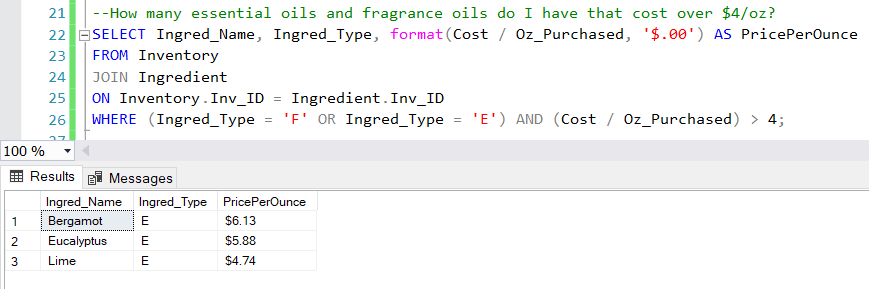 21 --How many essential oils and fragrance oils do I have that cost over $4/oz?
22 SELECT Ingred_Name, Ingred_Type, format(Cost / Oz_Purchased, '$.00') AS PricePerOunce
23 FROM Inventory
24 JOIN Ingredient
25 ON Inventory.Inv_ID = Ingredient.Inv_ID
26 WHERE (Ingred_Type = 'F' OR Ingred_Type = 'E') AND (Cost / Oz_Purchased) > 4;
100 %
Results Messages
Ingred_Name Ingred_Type PricePerOunce
1 Bergamot E $6.13
2 Eucalyptus E $5.88
3 Lime E $4.74